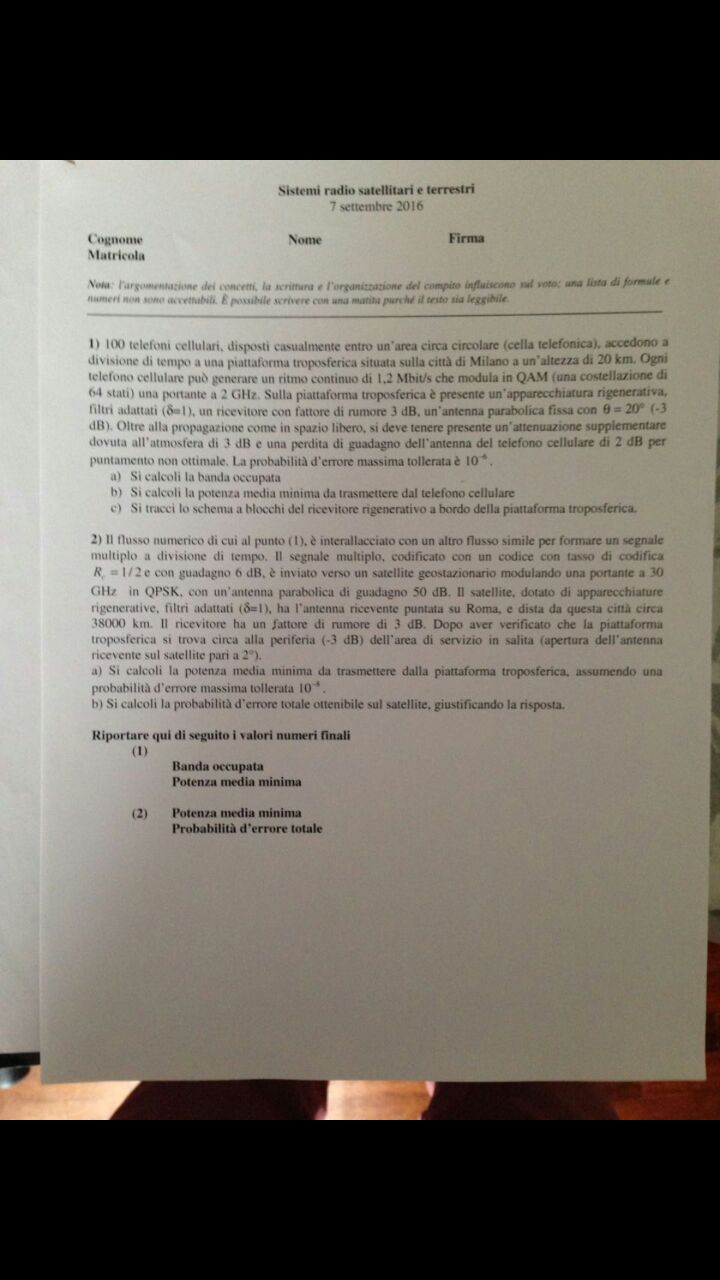 Sistemi radio satellitari e terrestri
7 settembre 2016
Cognome Nome Firma
Matricola
Nota: l'argomentazione dei concetti, la scrittura e l'organizzazione del compito influiscono sul voto; una lista di formule e
numeri non sono accettabili. È possibile scrivere con una matita purché il testo sia leggibile.
1) 100 telefoni cellulari, disposti casualmente entro un'area circa circolare (cella telefonica), accedono a
divisione di tempo a una piattaforma troposferica situata sulla città di Milano a un'altezza di 20 km. Ogni
telefono cellulare può generare un ritmo continuo di 1,2 Mbit/s che modula in QAM (una costellazione di
64 stati) una portante a 2 GHz. Sulla piattaforma troposferica è presente un'apparecchiatura rigenerativa,
filtri adattati (δ=1), un ricevitore con fattore di rumore 3 dB, un'antenna parabolica fissa con θ = 20° (-3
dB). Oltre alla propagazione come in spazio libero, si deve tenere presente un'attenuazione supplementare
dovuta all'atmosfera di 3 dB e una perdita di guadagno dell'antenna del telefono cellulare di 2 dB per
puntamento non ottimale. La probabilità d'errore massima tollerata è 10⁻⁶.
a) Si calcoli la banda occupata
b) Si calcoli la potenza media minima da trasmettere dal telefono cellulare
c) Si tracci lo schema a blocchi del ricevitore rigenerativo a bordo della piattaforma troposferica.
2) Il flusso numerico di cui al punto (1), è interallacciato con un altro flusso simile per formare un segnale
multiplo a divisione di tempo. Il segnale multiplo, codificato con un codice con tasso di codifica
R_c = 1/2 e con guadagno 6 dB, è inviato verso un satellite geostazionario modulando una portante a 30
GHz in QPSK, con un'antenna parabolica di guadagno 50 dB. Il satellite, dotato di apparecchiature
rigenerative, filtri adattati (δ=1), ha l'antenna ricevente puntata su Roma, e dista da questa città circa
38000 km. Il ricevitore ha un fattore di rumore di 3 dB. Dopo aver verificato che la piattaforma
troposferica si trova circa alla periferia (-3 dB) dell'area di servizio in salita (apertura dell'antenna
ricevente sul satellite pari a 2°).
a) Si calcoli la potenza media minima da trasmettere dalla piattaforma troposferica, assumendo una
probabilità d'errore massima tollerata 10⁻⁸.
b) Si calcoli la probabilità d'errore totale ottenibile sul satellite, giustificando la risposta.
Riportare qui di seguito i valori numeri finali
(1)
Banda occupata
Potenza media minima
(2) Potenza media minima
Probabilità d'errore totale